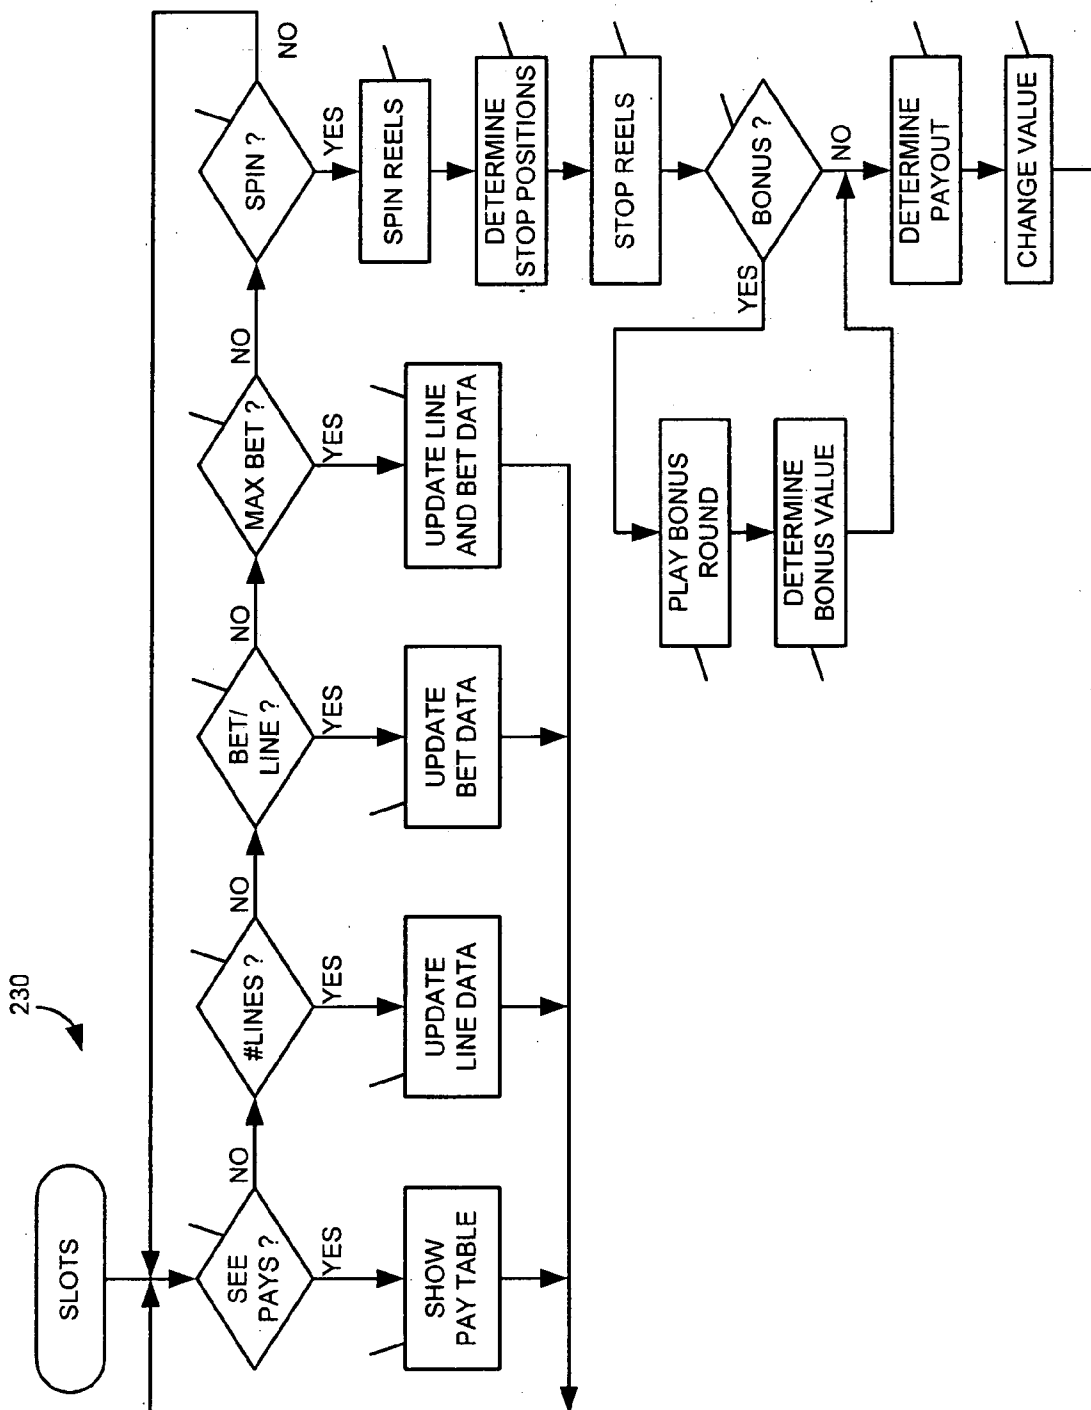 230
SLOTS
SEE
PAYS ?
NO
YES
SHOW
PAY TABLE
#LINES ?
NO
YES
UPDATE
LINE DATA
BET/
LINE ?
NO
YES
UPDATE
BET DATA
MAX BET ?
NO
YES
UPDATE LINE
AND BET DATA
SPIN ?
NO
YES
SPIN REELS
DETERMINE
STOP POSITIONS
STOP REELS
BONUS ?
YES
NO
PLAY BONUS
ROUND
DETERMINE
BONUS VALUE
DETERMINE
PAYOUT
CHANGE VALUE